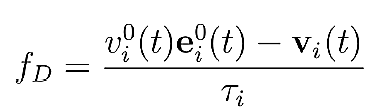 $f_D = \frac{v_i^0(t)\mathbf{e}_i^0(t) - \mathbf{v}_i(t)}{\tau_i}$